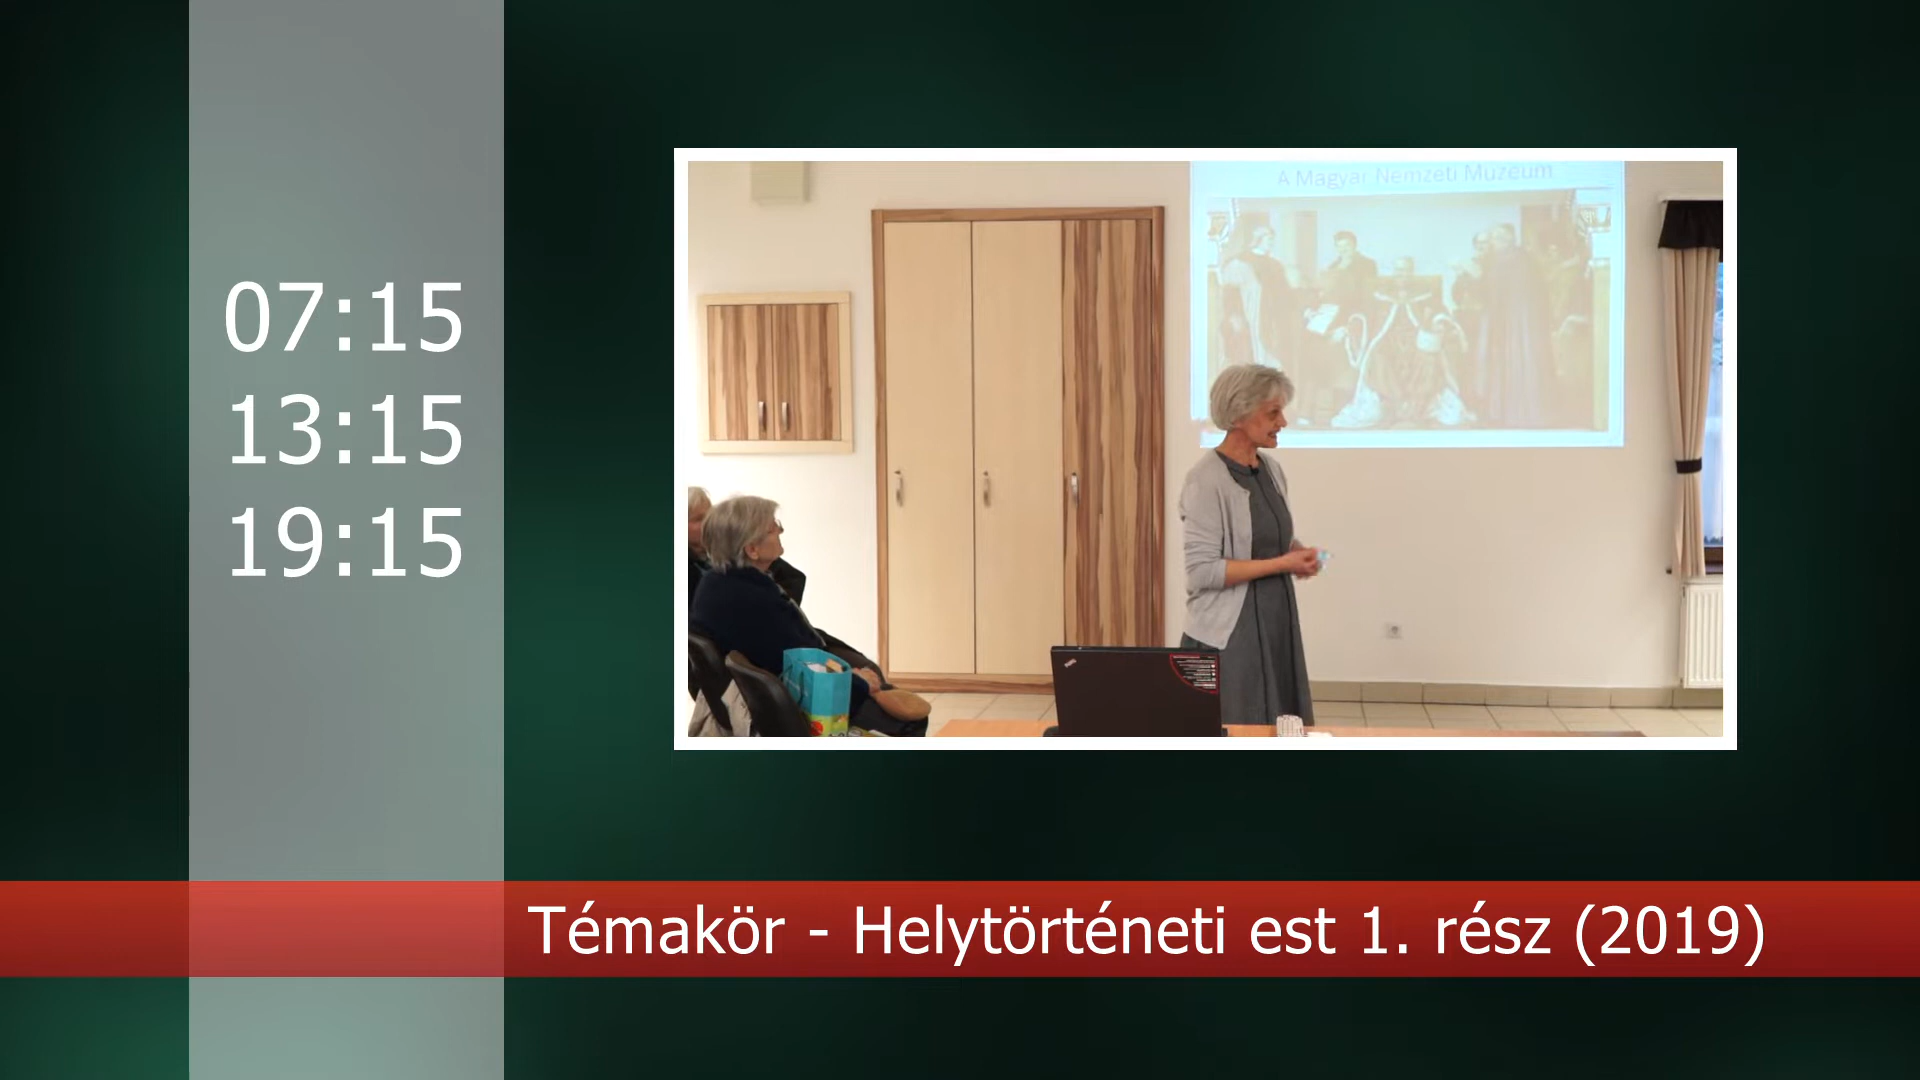 07:15
13:15
19:15
A Magyar Nemzeti Múzeum
Témakör - Helytörténeti est 1. rész (2019)